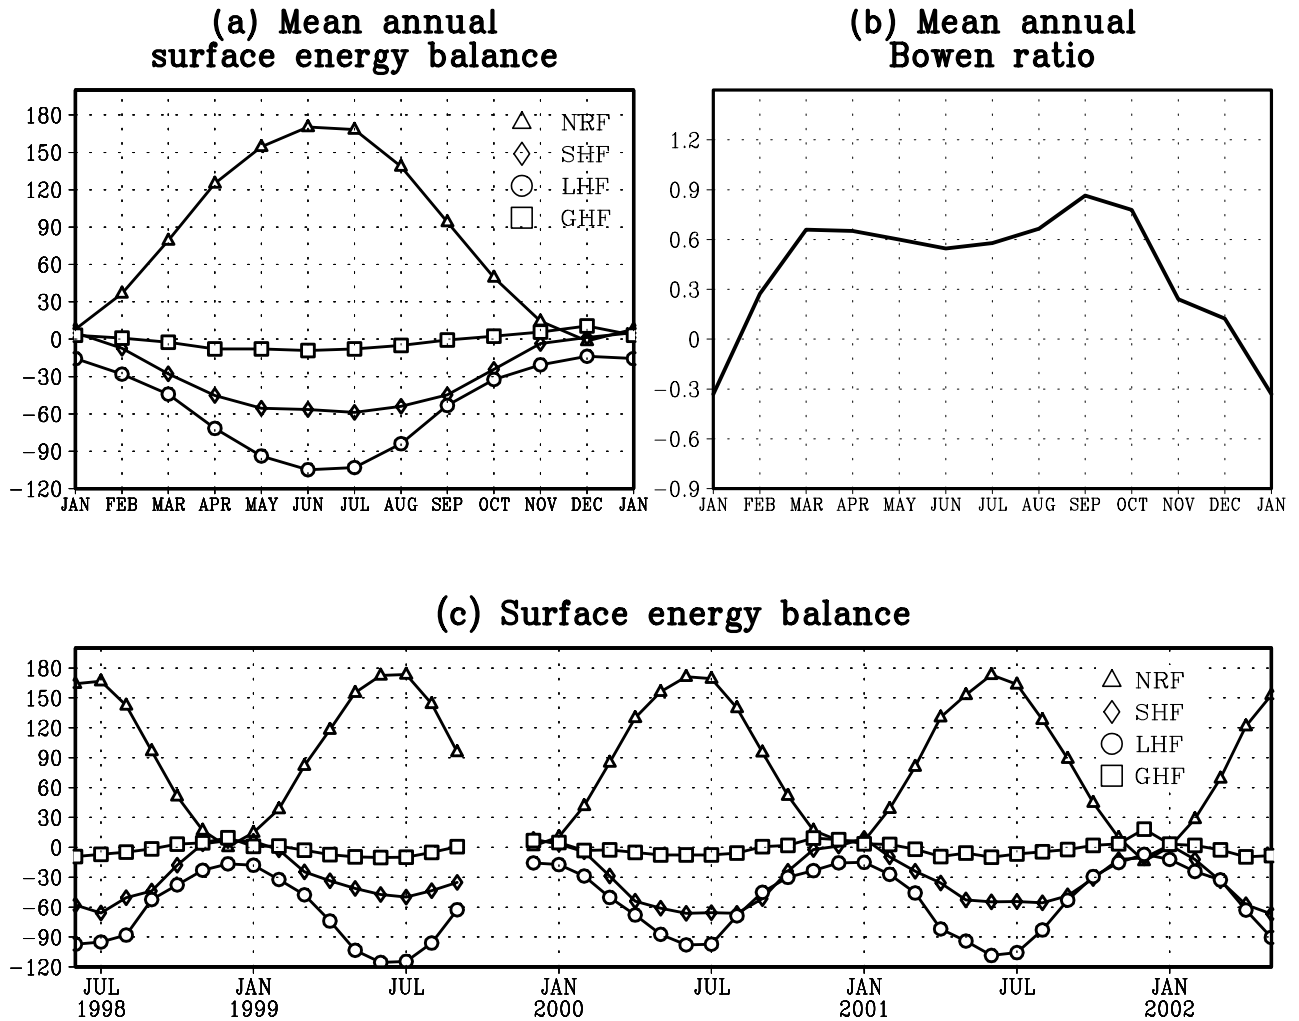 (a) Mean annual
surface energy balance
180
150
120
90
60
30
0
−30
−60
−90
−120
NRF
SHF
LHF
GHF
JAN FEB MAR APR MAY JUN JUL AUG SEP OCT NOV DEC JAN
(b) Mean annual
Bowen ratio
1.2
0.9
0.6
0.3
0
−0.3
−0.6
−0.9
JAN FEB MAR APR MAY JUN JUL AUG SEP OCT NOV DEC JAN
(c) Surface energy balance
180
150
120
90
60
30
0
−30
−60
−90
−120
NRF
SHF
LHF
GHF
JUL JAN JUL JAN JUL JAN JUL JAN
1998 1999 2000 2001 2002